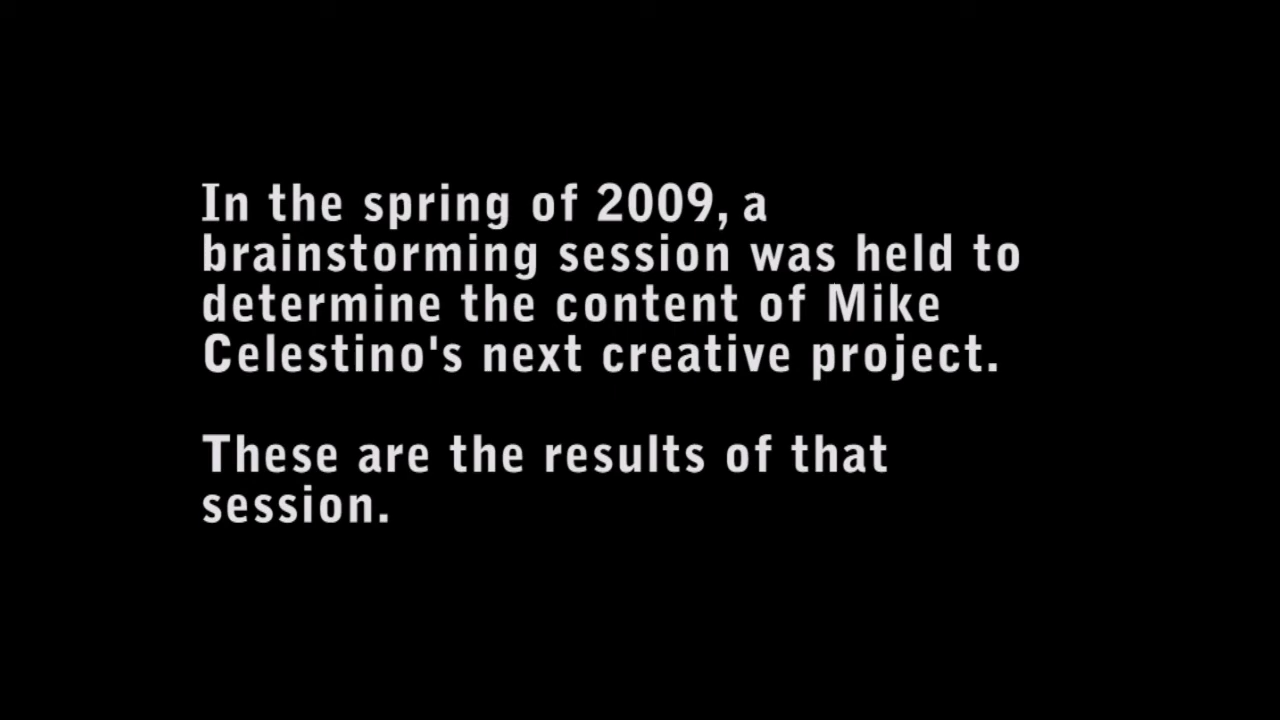 In the spring of 2009, a
brainstorming session was held to
determine the content of Mike
Celestino's next creative project.
These are the results of that
session.